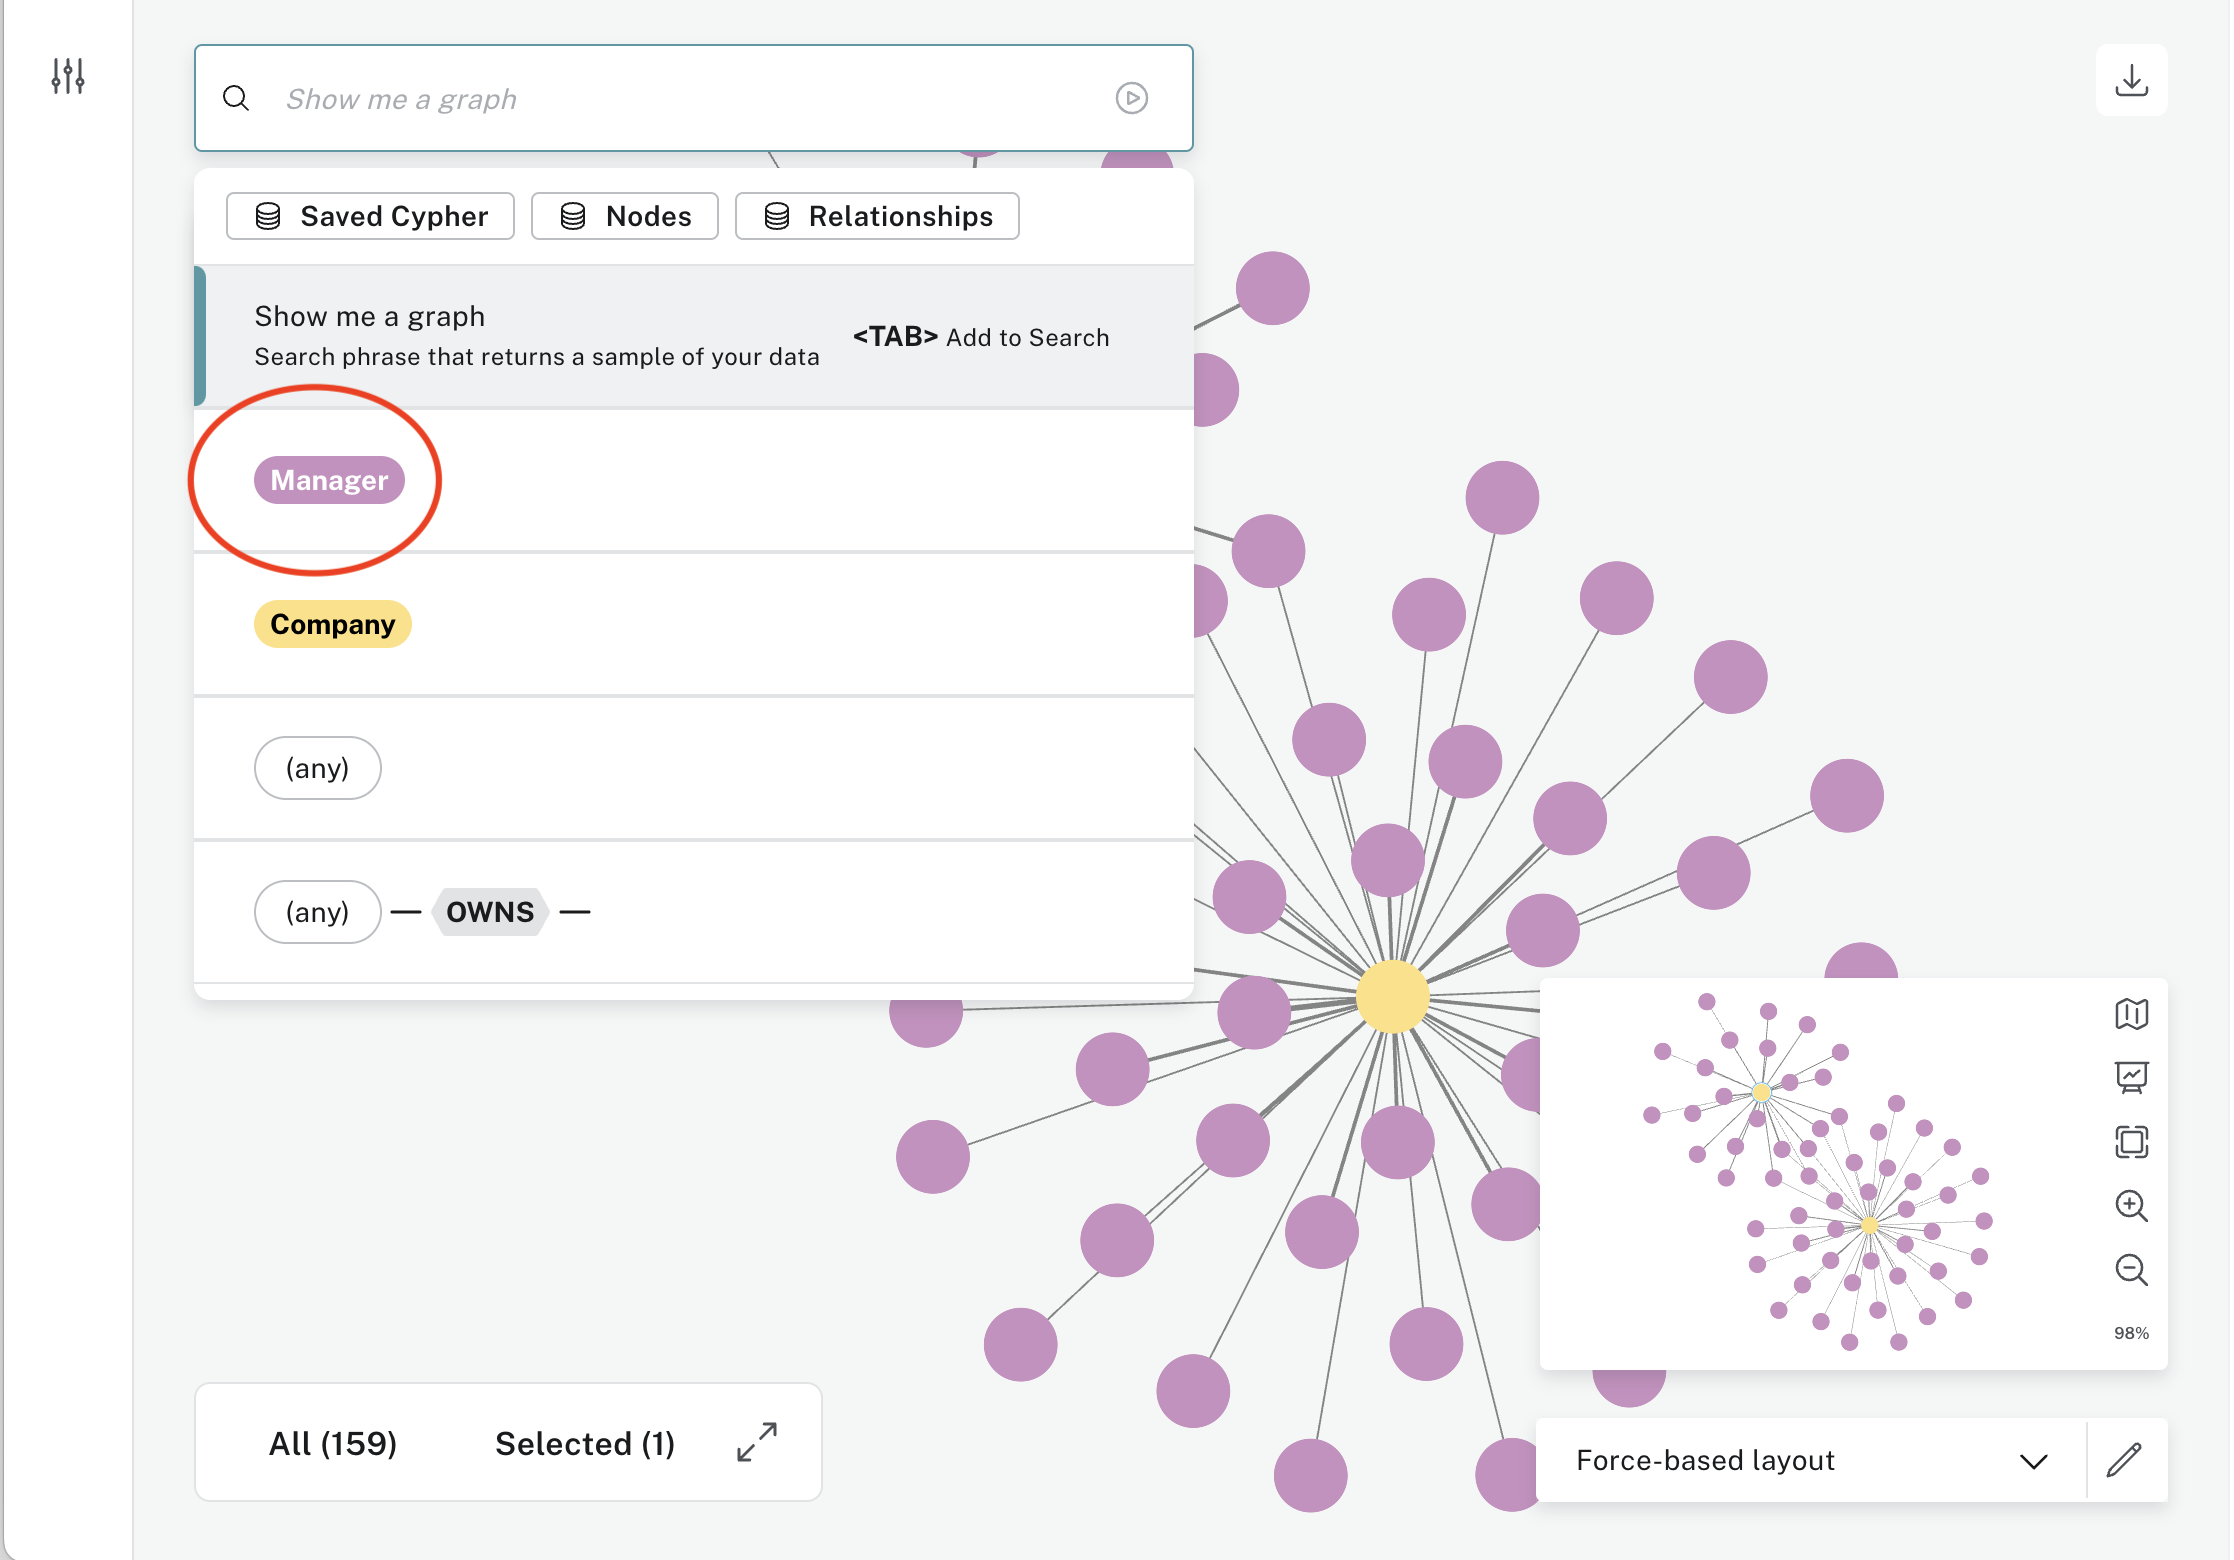 Show me a graph
Saved Cypher Nodes Relationships
Show me a graph
Search phrase that returns a sample of your data
<TAB> Add to Search
Manager
Company
(any)
(any) — OWNS —
98%
All (159) Selected (1)
Force-based layout